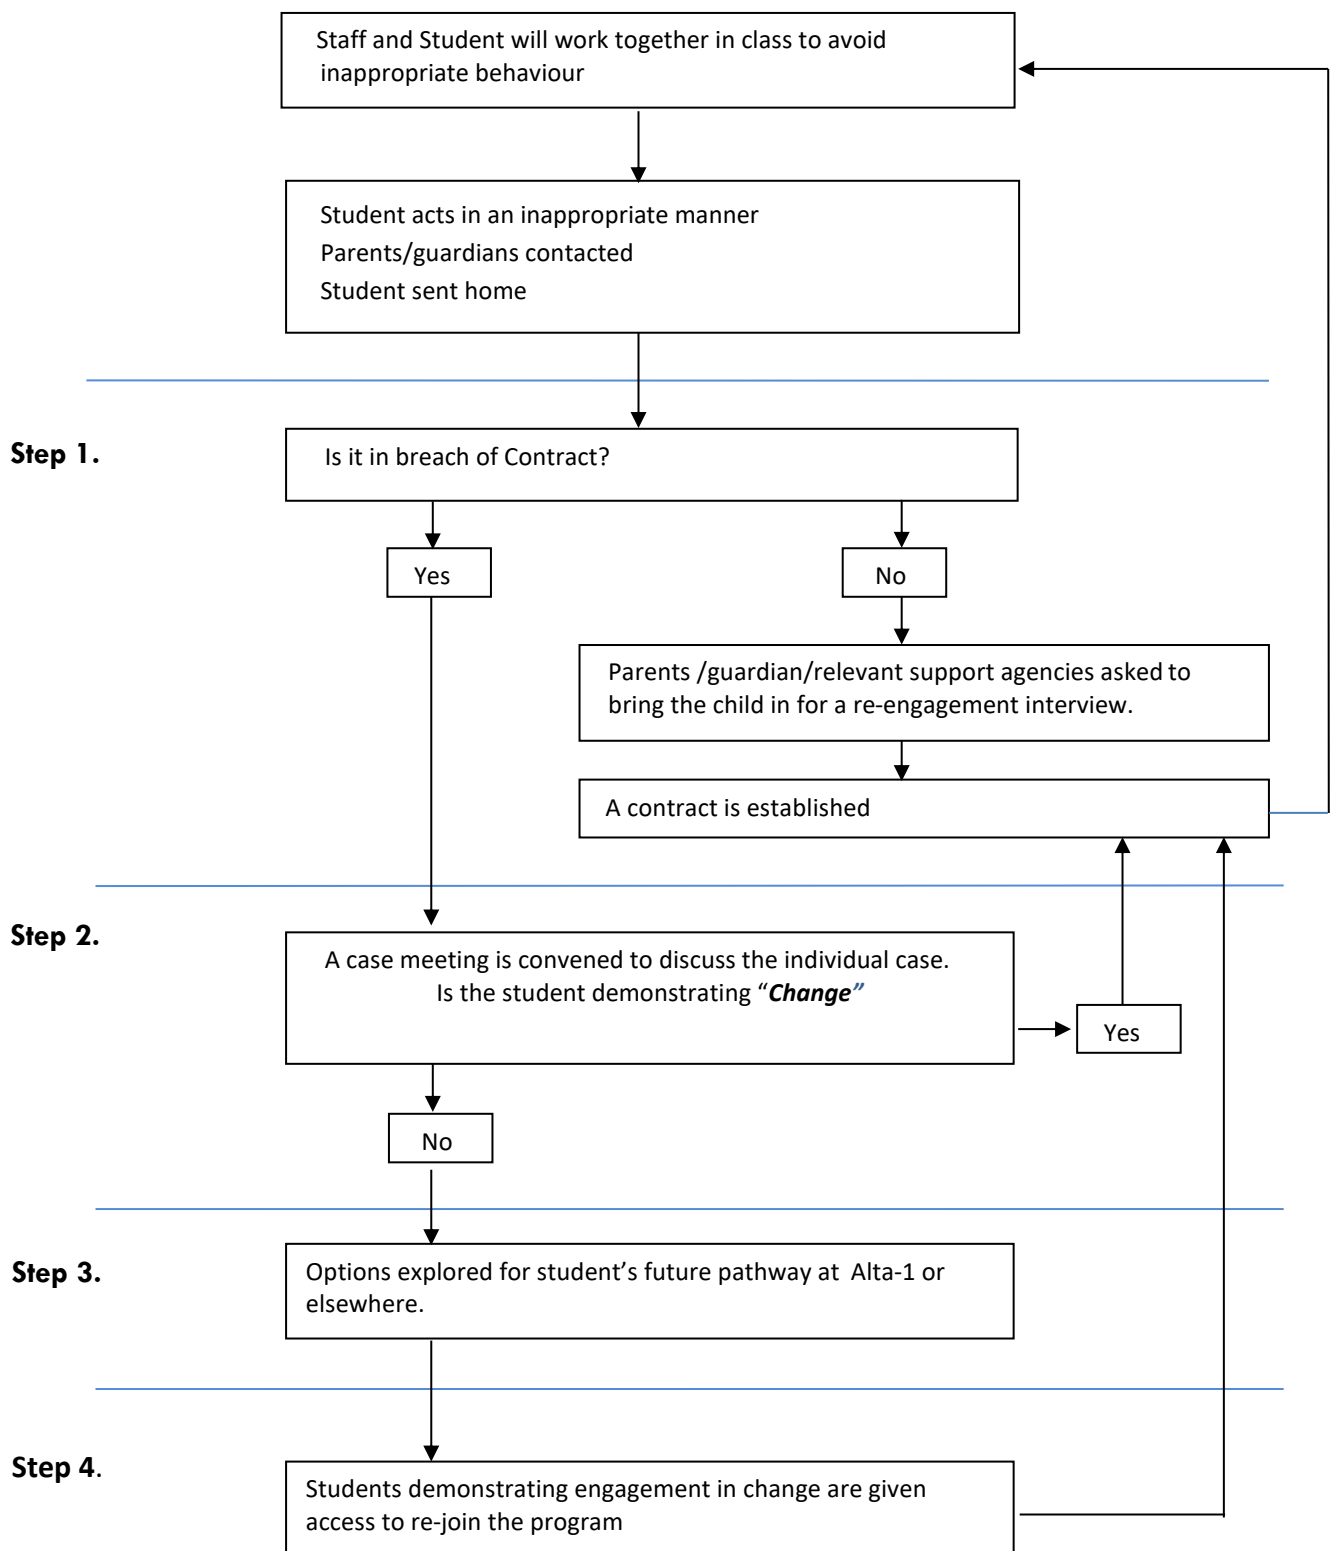 Staff and Student will work together in class to avoid
inappropriate behaviour
Student acts in an inappropriate manner
Parents/guardians contacted
Student sent home
Step 1.
Is it in breach of Contract?
Yes
No
Parents /guardian/relevant support agencies asked to
bring the child in for a re-engagement interview.
A contract is established
Step 2.
A case meeting is convened to discuss the individual case.
Is the student demonstrating “Change”
Yes
No
Step 3.
Options explored for student’s future pathway at  Alta-1 or
elsewhere.
Step 4.
Students demonstrating engagement in change are given
access to re-join the program